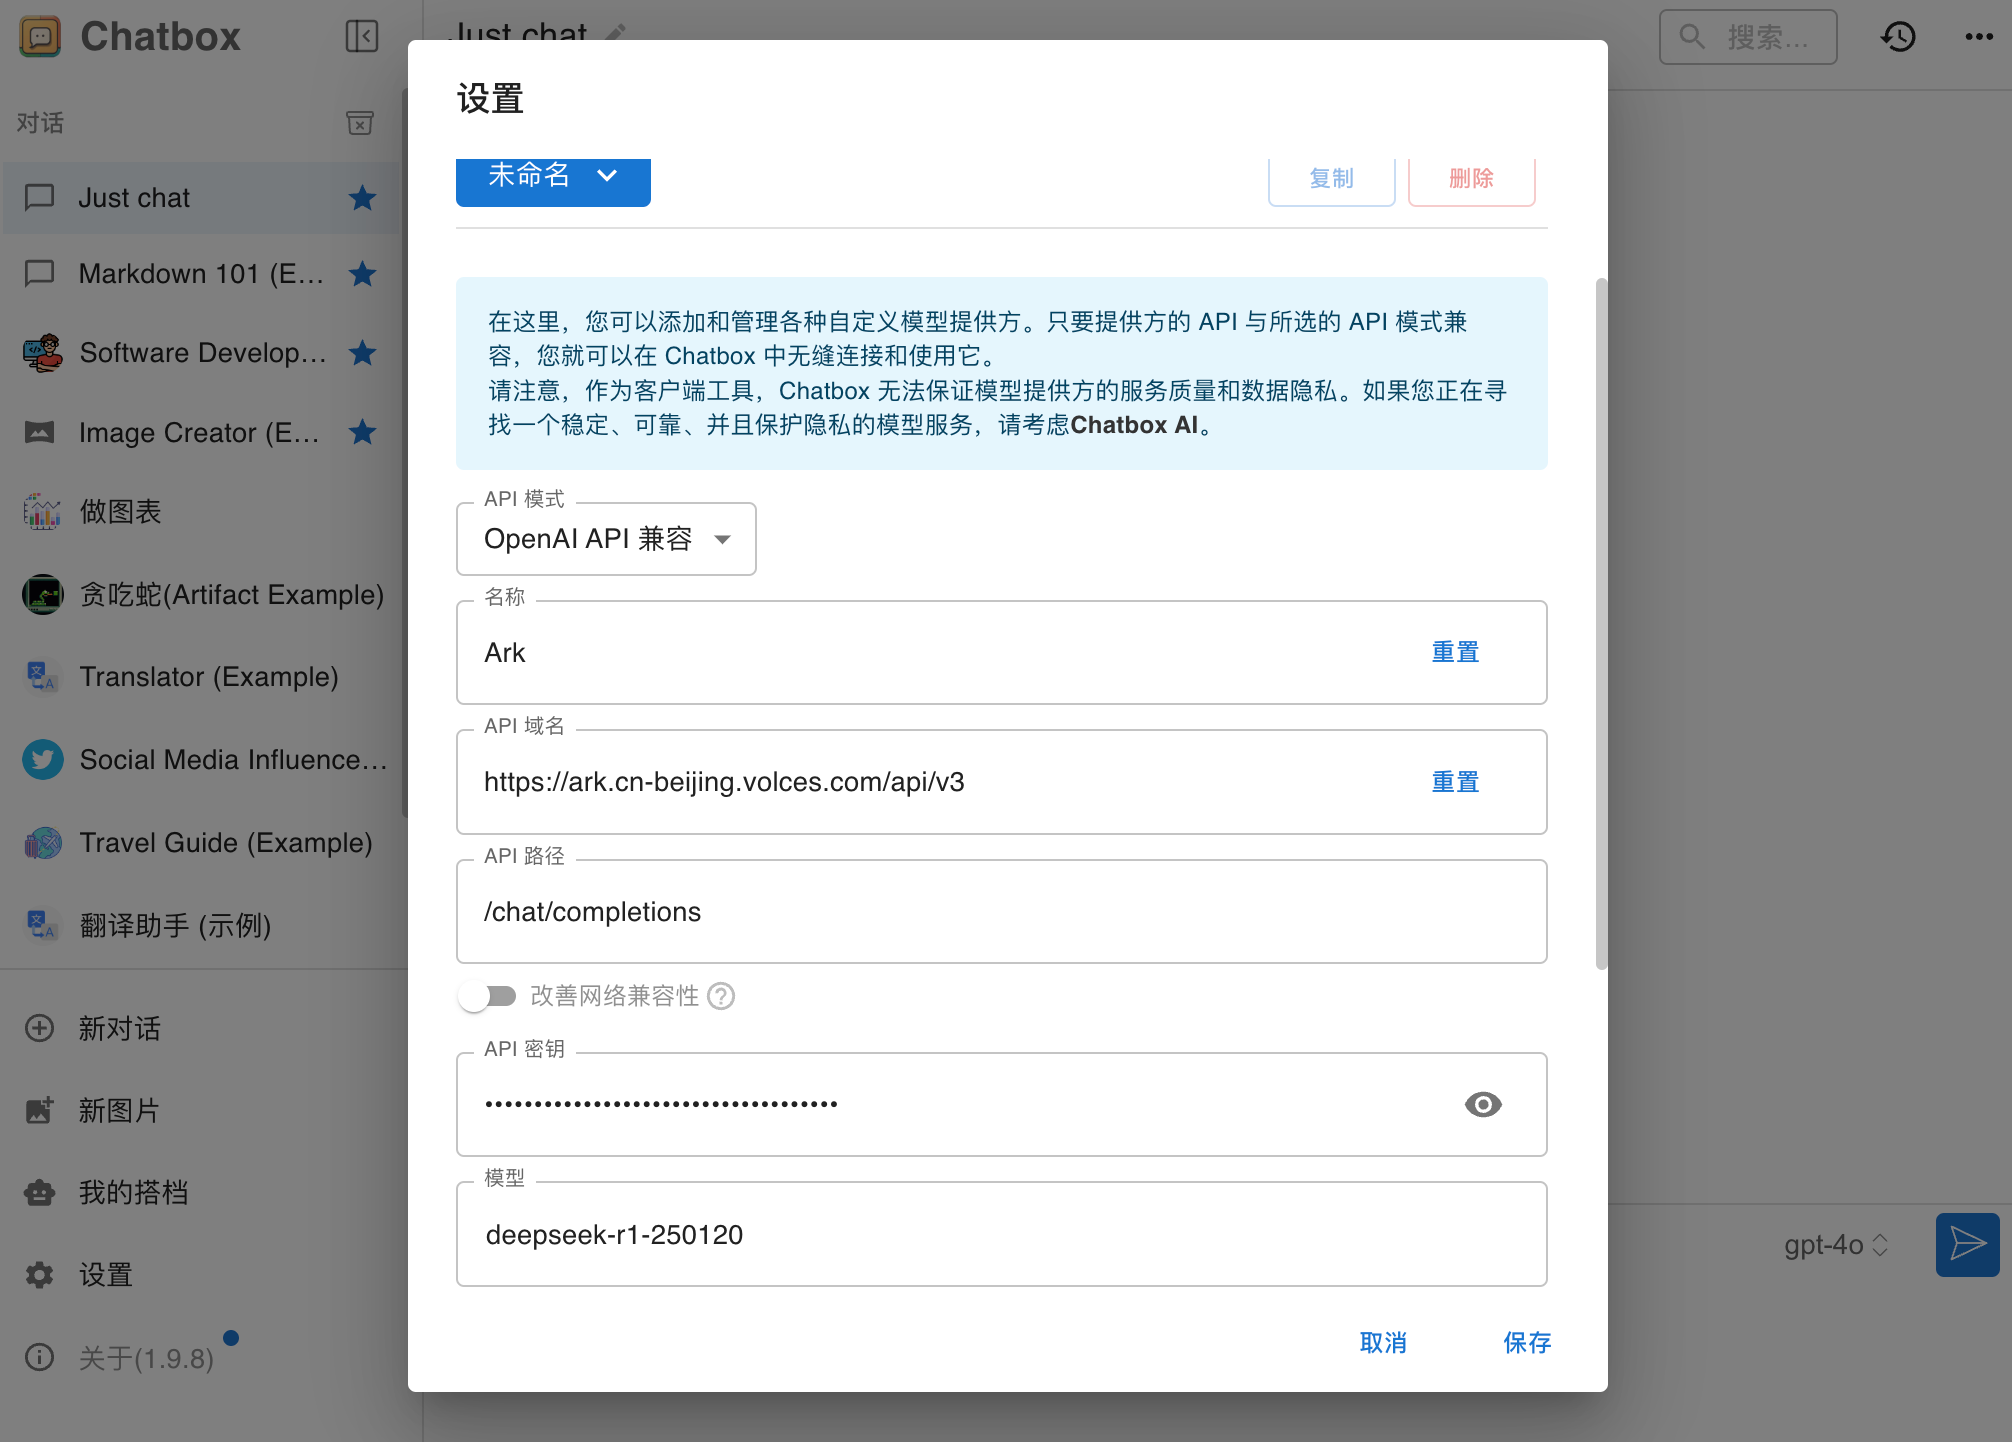 Chatbox
对话
Just chat
Markdown 101 (E...
Software Develop...
Image Creator (E...
做图表
贪吃蛇(Artifact Example)
Translator (Example)
Social Media Influence...
Travel Guide (Example)
翻译助手 (示例)
新对话
新图片
我的搭档
设置
关于(1.9.8)
Just chat
搜索...
设置
未命名
复制
删除
在这里，您可以添加和管理各种自定义模型提供方。只要提供方的 API 与所选的 API 模式兼
容，您就可以在 Chatbox 中无缝连接和使用它。
请注意，作为客户端工具，Chatbox 无法保证模型提供方的服务质量和数据隐私。如果您正在寻
找一个稳定、可靠、并且保护隐私的模型服务，请考虑Chatbox AI。
API 模式
OpenAI API 兼容
名称
Ark
重置
API 域名
https://ark.cn-beijing.volces.com/api/v3
重置
API 路径
/chat/completions
改善网络兼容性
API 密钥
••••••••••••••••••••••••••••••••••••
模型
deepseek-r1-250120
取消
保存
gpt-4o